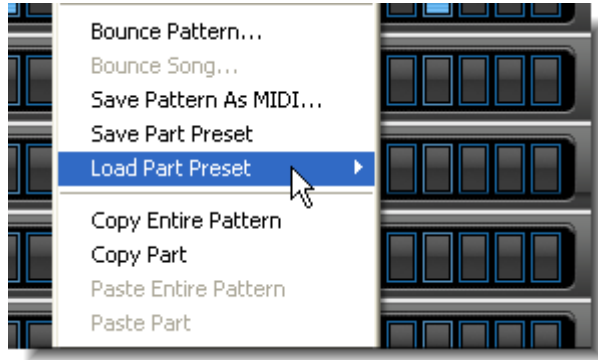 Bounce Pattern...
Bounce Song...
Save Pattern As MIDI...
Save Part Preset
Load Part Preset
Copy Entire Pattern
Copy Part
Paste Entire Pattern
Paste Part